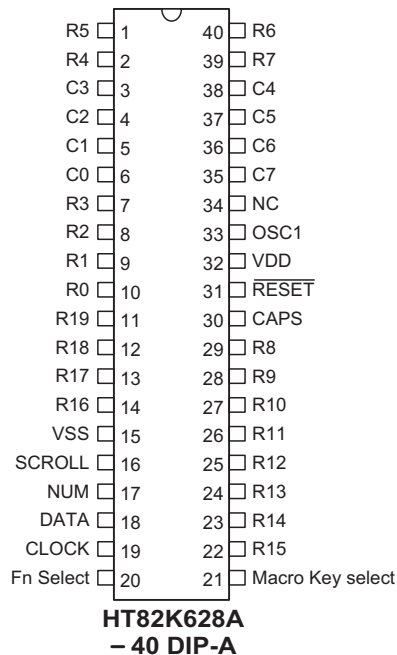 R5 1 40 R6
R4 2 39 R7
C3 3 38 C4
C2 4 37 C5
C1 5 36 C6
C0 6 35 C7
R3 7 34 NC
R2 8 33 OSC1
R1 9 32 VDD
R0 10 31 RESET
R19 11 30 CAPS
R18 12 29 R8
R17 13 28 R9
R16 14 27 R10
VSS 15 26 R11
SCROLL 16 25 R12
NUM 17 24 R13
DATA 18 23 R14
CLOCK 19 22 R15
Fn Select 20 21 Macro Key select
HT82K628A
– 40 DIP-A